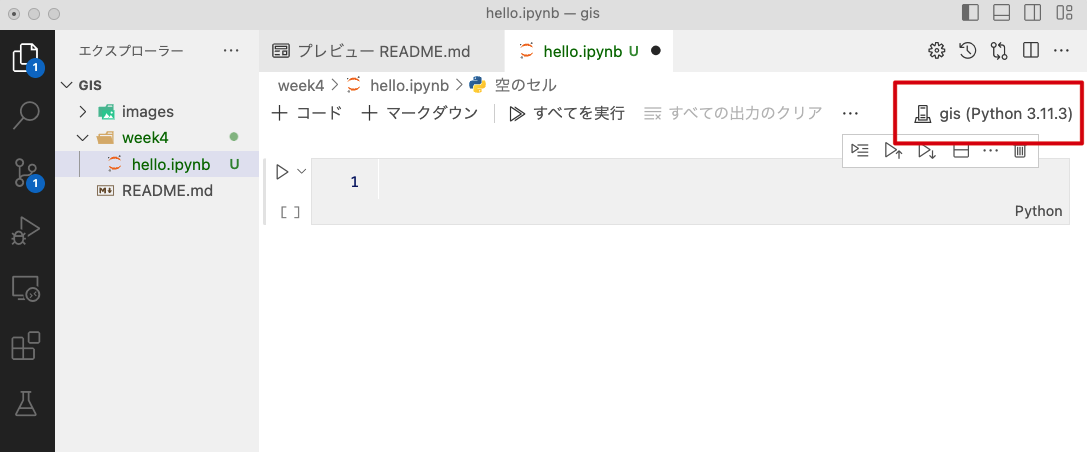 hello.ipynb — gis
エクスプローラー ...
プレビュー README.md
hello.ipynb U
1
GIS
images
week4
hello.ipynb U
README.md
1
week4 > hello.ipynb > 空のセル
+ コード + マークダウン すべてを実行 すべての出力のクリア ... gis (Python 3.11.3)
...
1
[ ]
Python